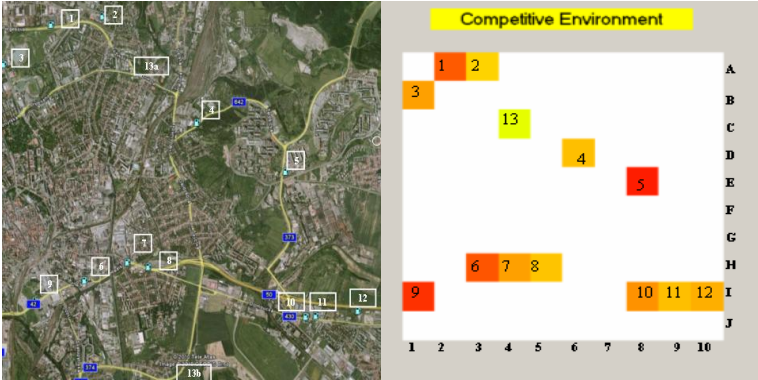 1
2
3
13a
4
642
5
373
7
8
6
9
42
50
10
11
12
430
374
13b
Competitive Environment
1 2 A
3 B
13 C
4 D
5 E
F
G
6 7 8 H
9 10 11 12 I
J
1 2 3 4 5 6 7 8 9 10